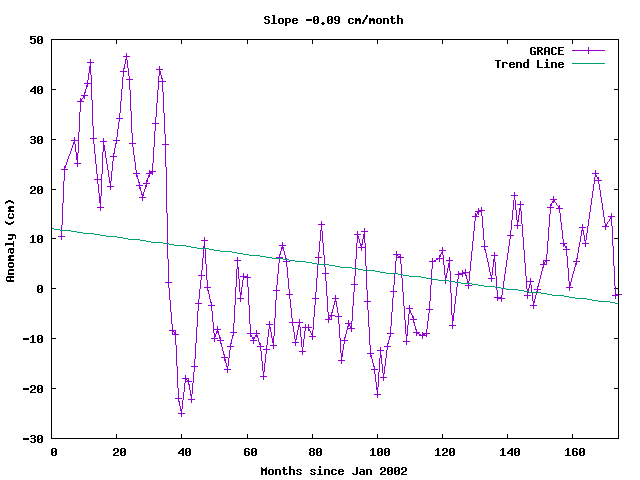 Slope -0.09 cm/month
GRACE
Trend Line
50
40
30
20
10
0
-10
-20
-30
Anomaly (cm)
0 20 40 60 80 100 120 140 160
Months since Jan 2002